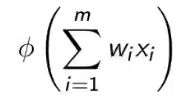 ϕ ( ∑_{i=1}^{m} w_i x_i )